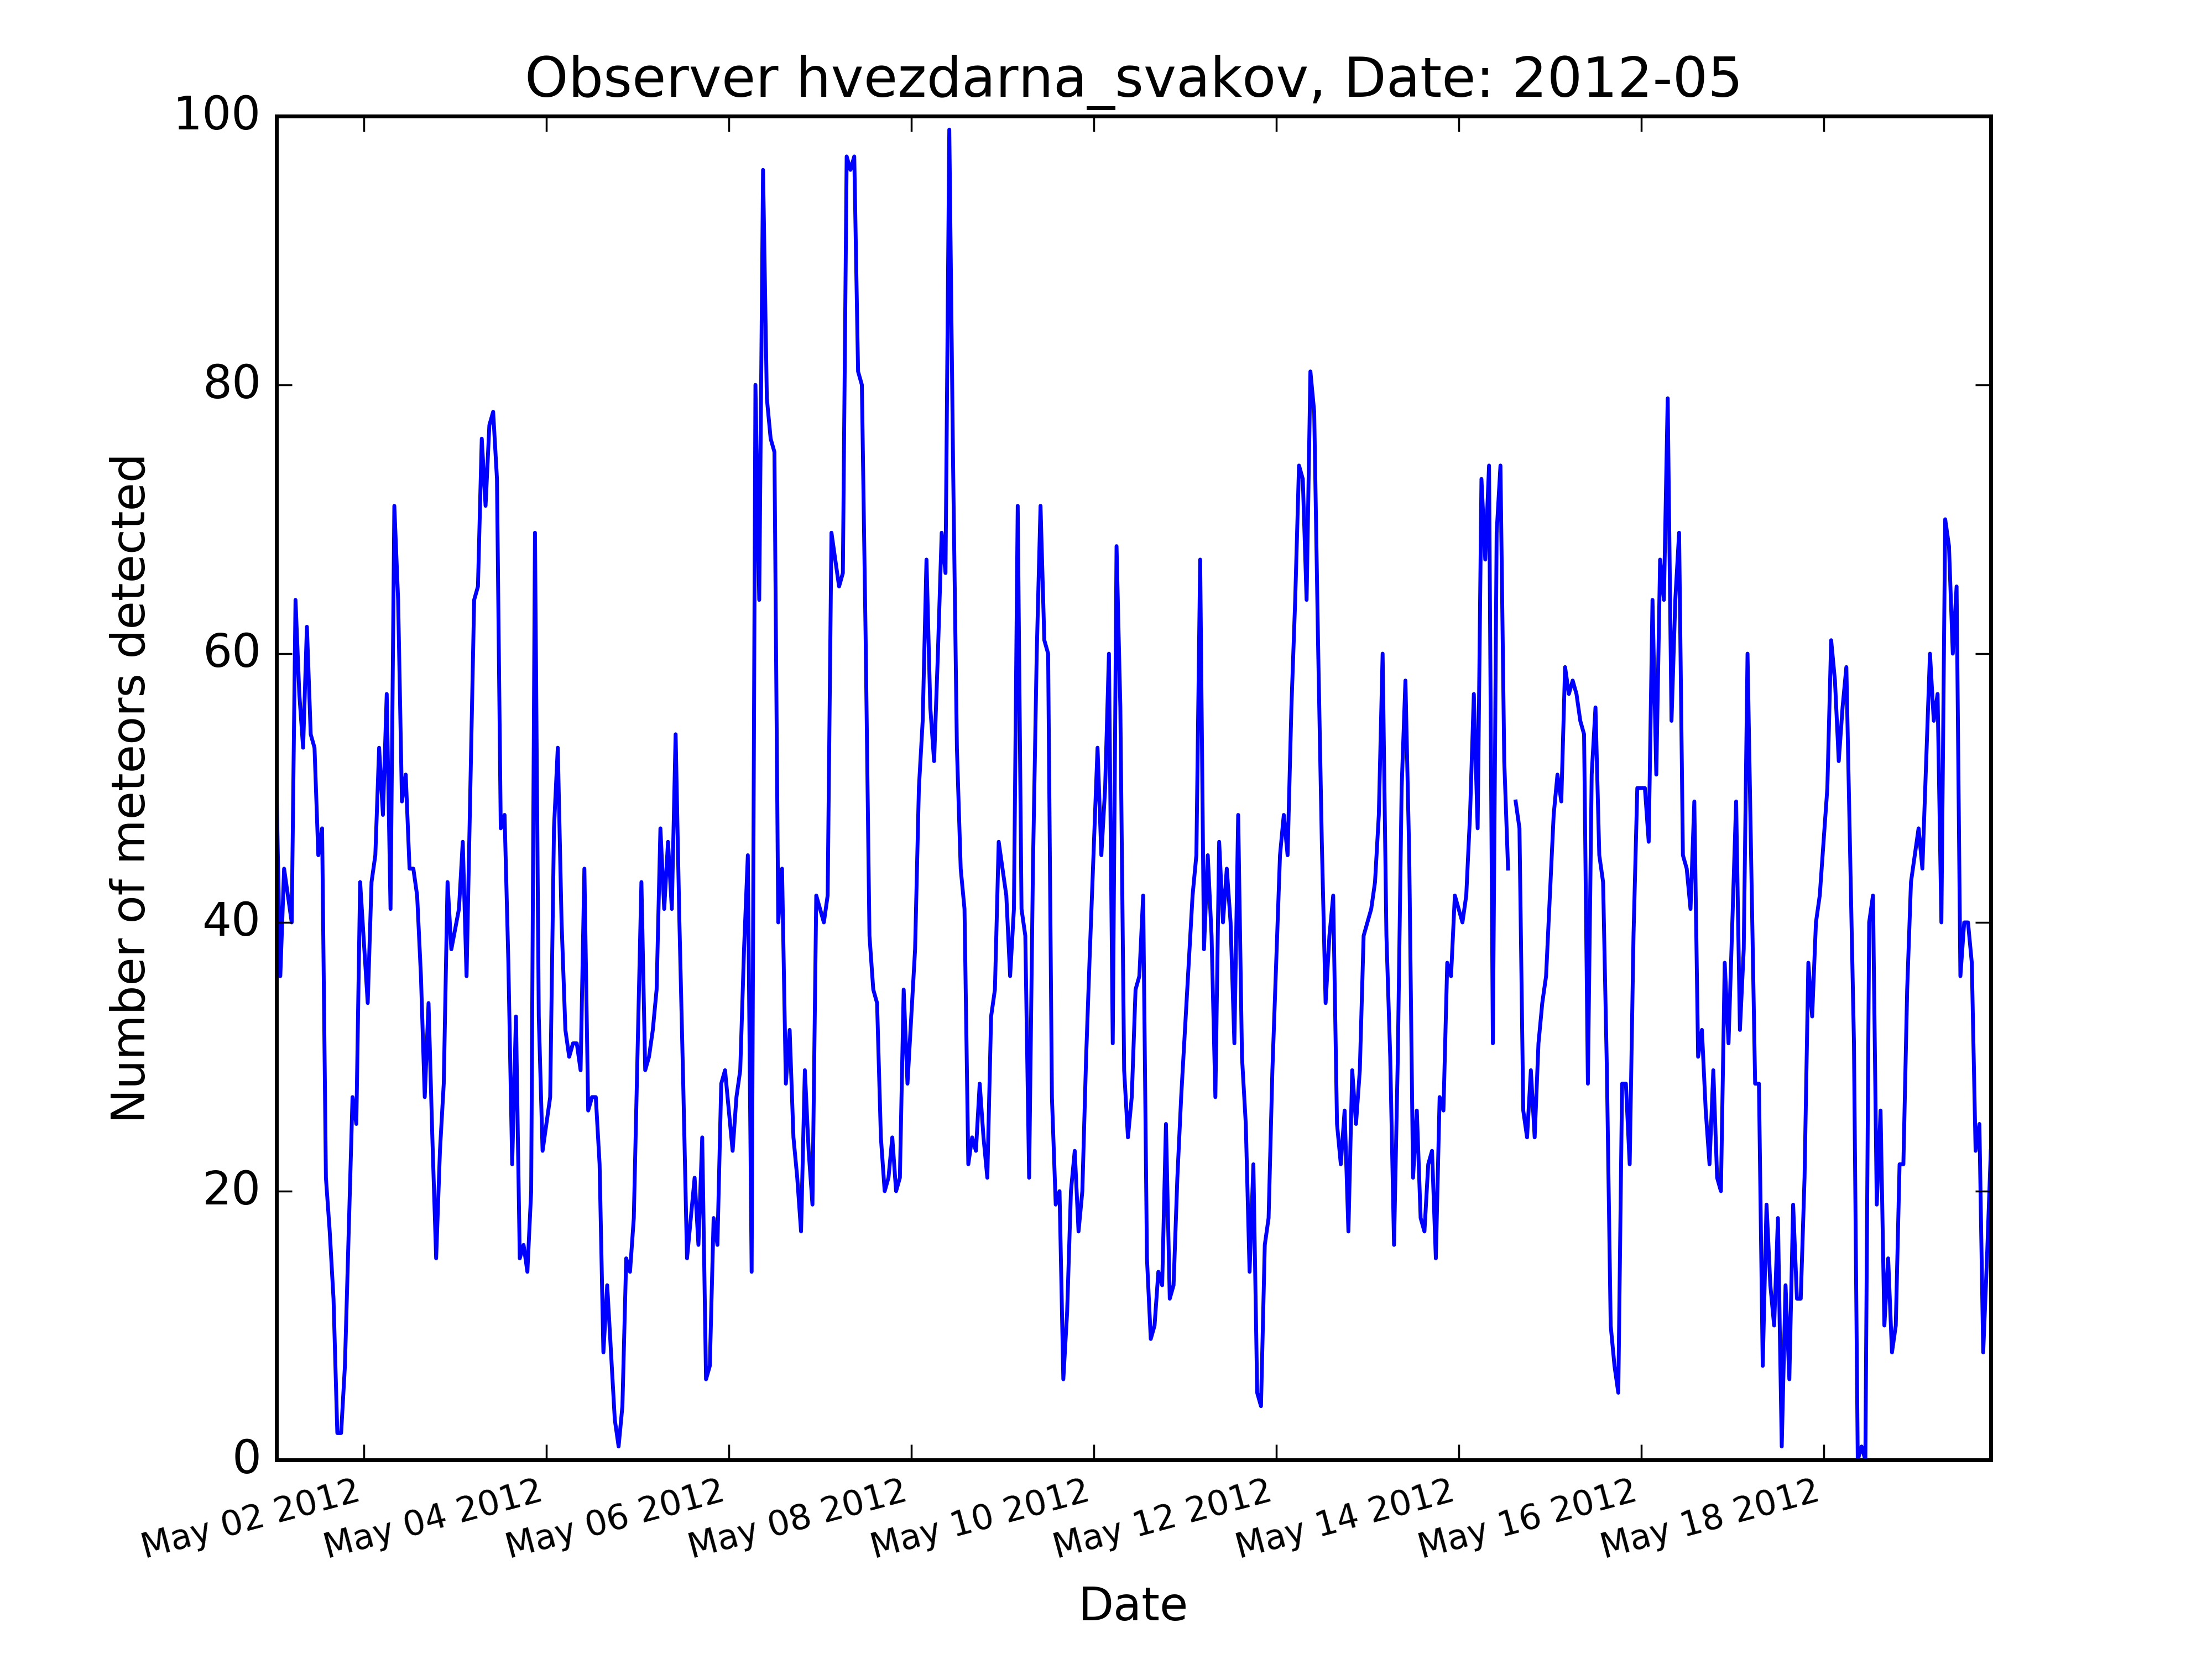 Observer hvezdarna_svakov, Date: 2012-05
100
80
60
40
20
0
Number of meteors detected
May 02 2012
May 04 2012
May 06 2012
May 08 2012
May 10 2012
May 12 2012
May 14 2012
May 16 2012
May 18 2012
Date